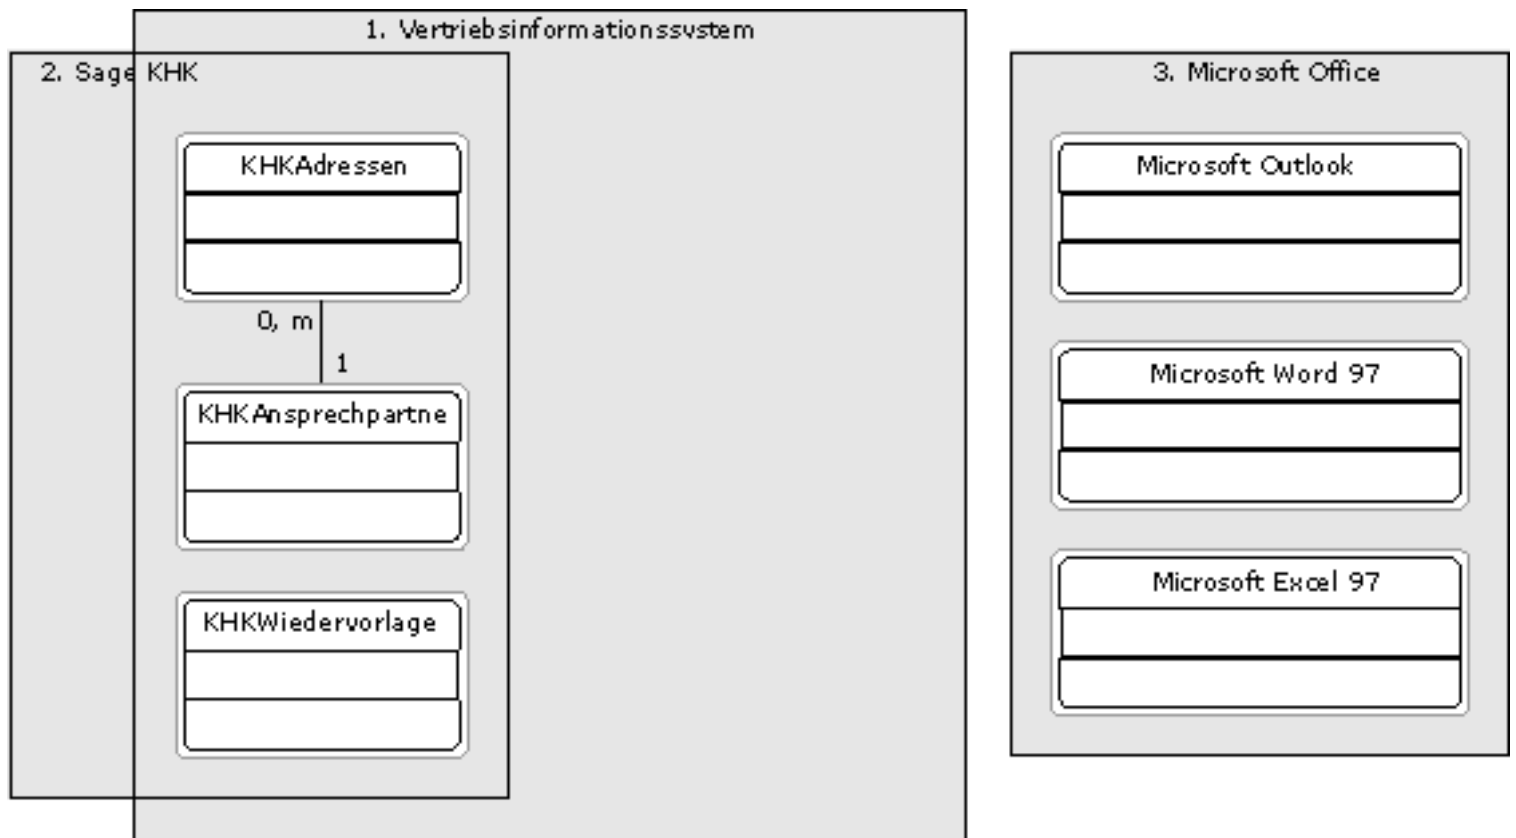 1. Vertriebsinformationssystem
2. Sage KHK
3. Microsoft Office
KHKAdressen
0, m
1
KHKAnsprechpartne
KHKWiedervorlage
Microsoft Outlook
Microsoft Word 97
Microsoft Excel 97